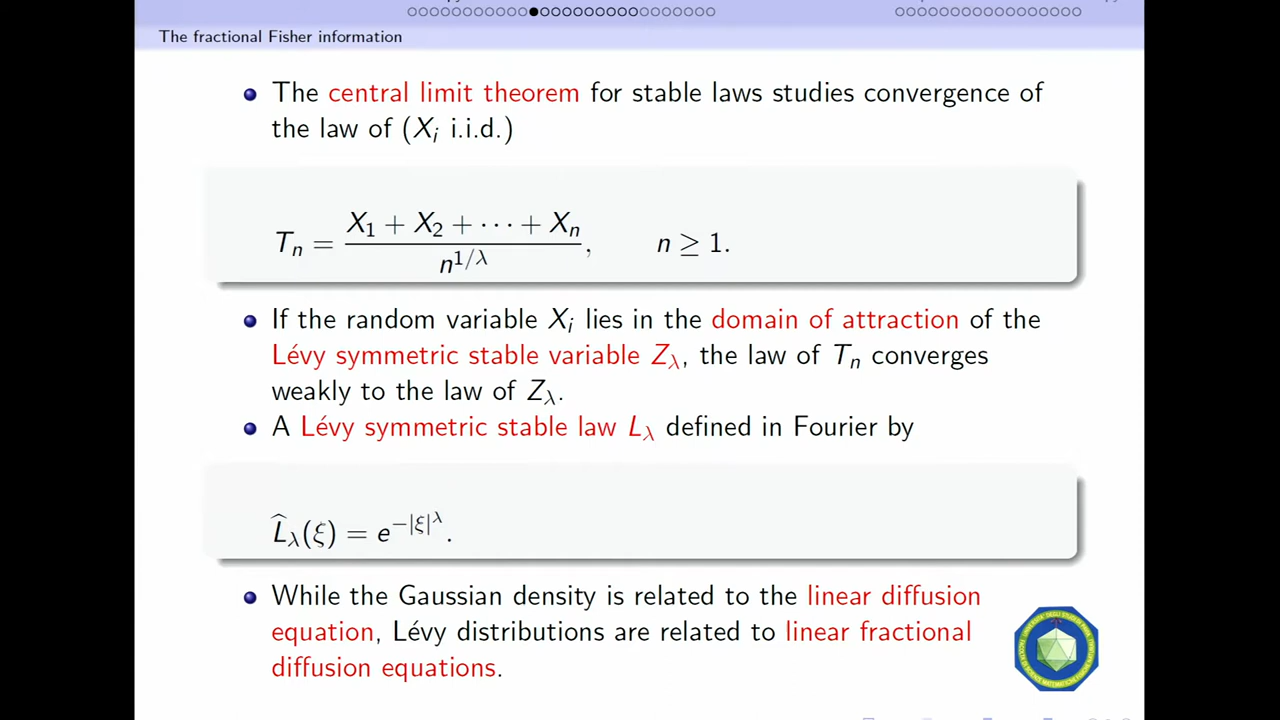 The fractional Fisher information
The central limit theorem for stable laws studies convergence of
the law of (X_i i.i.d.)
T_n = \frac{X_1 + X_2 + \cdots + X_n}{n^{1/λ}}, n ≥ 1.
If the random variable X_i lies in the domain of attraction of the
Lévy symmetric stable variable Z_λ, the law of T_n converges
weakly to the law of Z_λ.
A Lévy symmetric stable law L_λ defined in Fourier by
\widehat{L}_λ(ξ) = e^{−|ξ|^λ}.
While the Gaussian density is related to the linear diffusion
equation, Lévy distributions are related to linear fractional
diffusion equations.